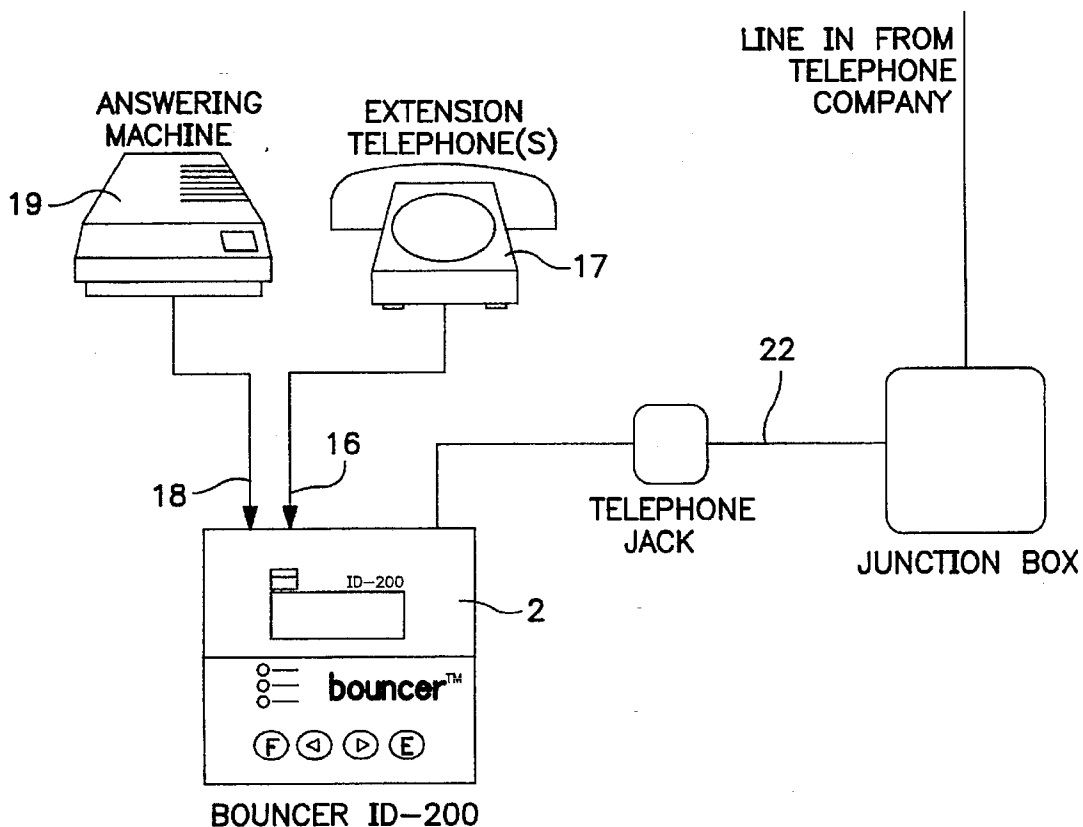 LINE IN FROM
TELEPHONE
COMPANY
ANSWERING
MACHINE
EXTENSION
TELEPHONE(S)
19
17
22
18
16
TELEPHONE
JACK
JUNCTION BOX
ID-200
2
bouncer™
F
E
BOUNCER ID-200